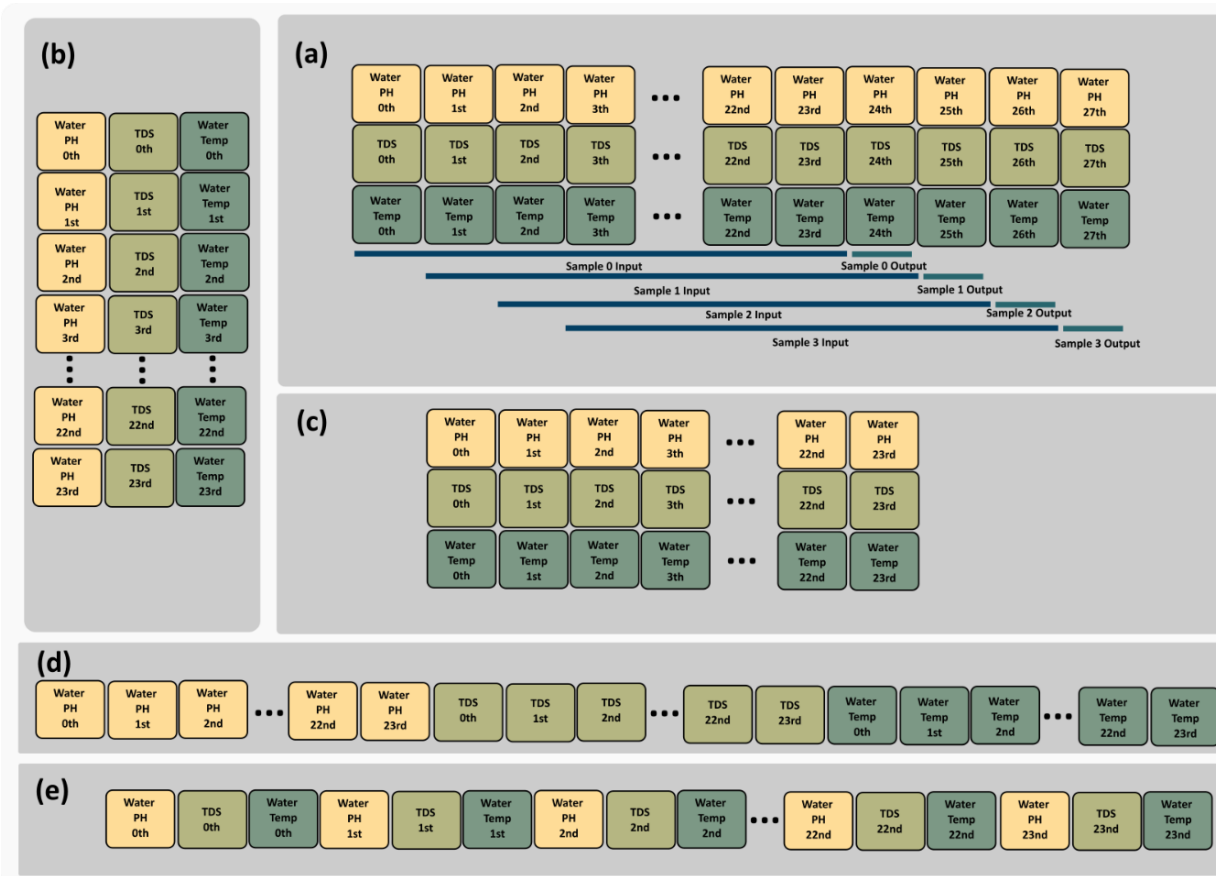 (b)
Water
PH
0th
TDS
0th
Water
Temp
0th
Water
PH
1st
TDS
1st
Water
Temp
1st
Water
PH
2nd
TDS
2nd
Water
Temp
2nd
Water
PH
3rd
TDS
3rd
Water
Temp
3rd
Water
PH
22nd
TDS
22nd
Water
Temp
22nd
Water
PH
23rd
TDS
23rd
Water
Temp
23rd
(a)
Water
PH
0th
Water
PH
1st
Water
PH
2nd
Water
PH
3th
Water
PH
22nd
Water
PH
23rd
Water
PH
24th
Water
PH
25th
Water
PH
26th
Water
PH
27th
TDS
0th
TDS
1st
TDS
2nd
TDS
3th
TDS
22nd
TDS
23rd
TDS
24th
TDS
25th
TDS
26th
TDS
27th
Water
Temp
0th
Water
Temp
1st
Water
Temp
2nd
Water
Temp
3th
Water
Temp
22nd
Water
Temp
23rd
Water
Temp
24th
Water
Temp
25th
Water
Temp
26th
Water
Temp
27th
Sample 0 Input
Sample 0 Output
Sample 1 Input
Sample 1 Output
Sample 2 Input
Sample 2 Output
Sample 3 Input
Sample 3 Output
(c)
Water
PH
0th
Water
PH
1st
Water
PH
2nd
Water
PH
3th
Water
PH
22nd
Water
PH
23rd
TDS
0th
TDS
1st
TDS
2nd
TDS
3th
TDS
22nd
TDS
23rd
Water
Temp
0th
Water
Temp
1st
Water
Temp
2nd
Water
Temp
3th
Water
Temp
22nd
Water
Temp
23rd
(d)
Water
PH
0th
Water
PH
1st
Water
PH
2nd
Water
PH
22nd
Water
PH
23rd
TDS
0th
TDS
1st
TDS
2nd
TDS
22nd
TDS
23rd
Water
Temp
0th
Water
Temp
1st
Water
Temp
2nd
Water
Temp
22nd
Water
Temp
23rd
(e)
Water
PH
0th
TDS
0th
Water
Temp
0th
Water
PH
1st
TDS
1st
Water
Temp
1st
Water
PH
2nd
TDS
2nd
Water
Temp
2nd
Water
PH
22nd
TDS
22nd
Water
Temp
22nd
Water
PH
23nd
TDS
23nd
Water
Temp
23nd